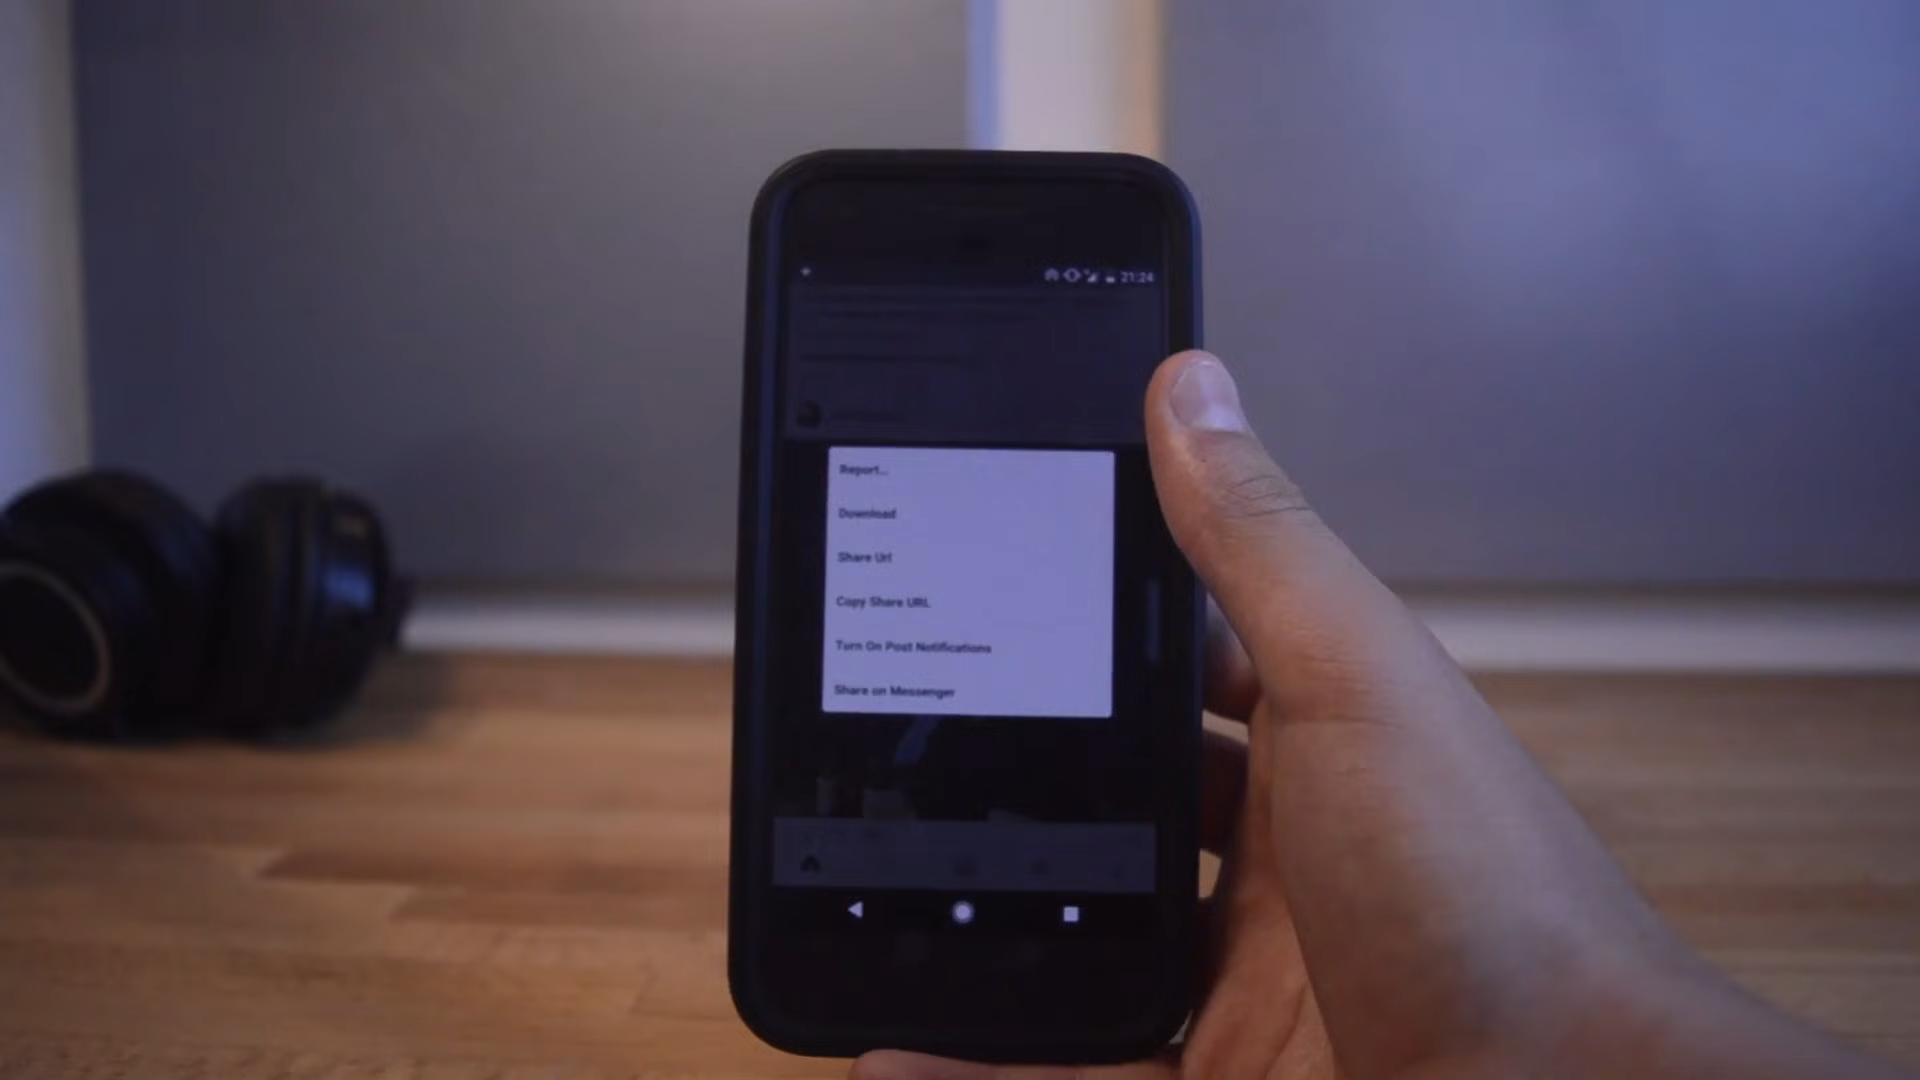 21:24
Report...
Download
Share Url
Copy Share URL
Turn On Post Notifications
Share on Messenger